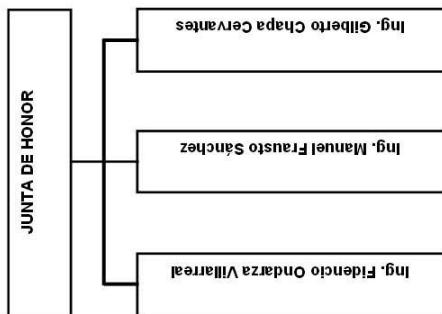 JUNTA DE HONOR
Ing. Gilberto Chapa Cervantes
Ing. Manuel Frausto Sánchez
Ing. Fidencio Ondarza Villarreal